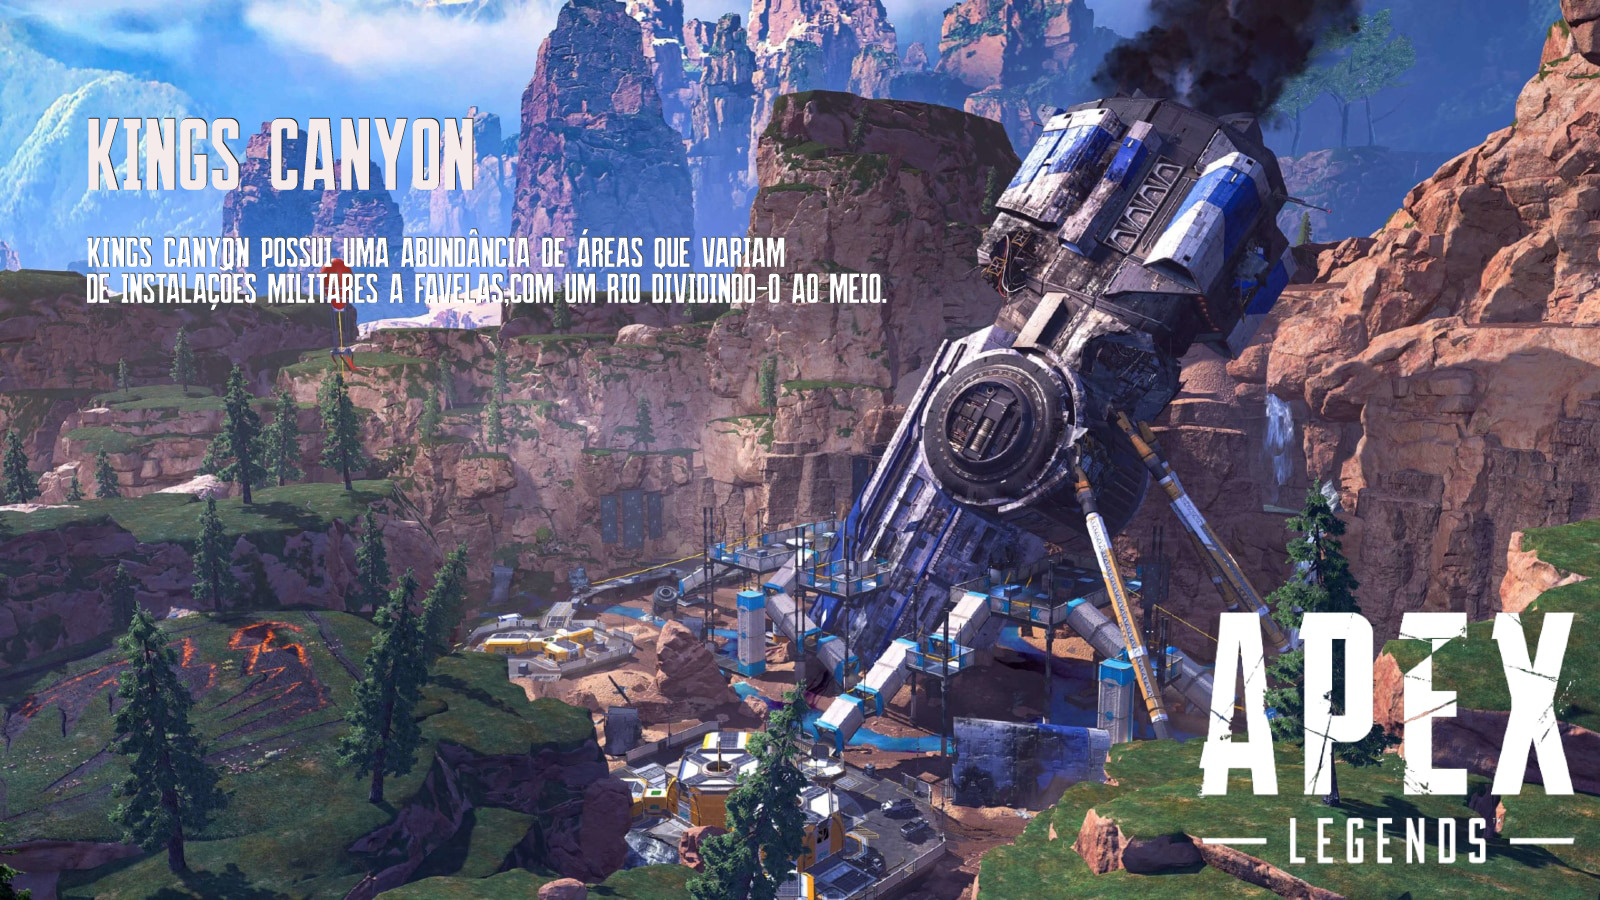 KINGS CANYON
KINGS CANYON POSSUI UMA ABUNDÂNCIA DE ÁREAS QUE VARIAM
DE INSTALAÇÕES MILITARES A FAVELAS,COM UM RIO DIVIDINDO-O AO MEIO.
APEX
LEGENDS